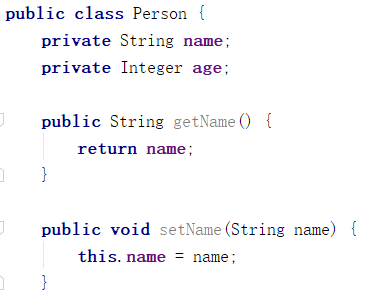 public class Person {
    private String name;
    private Integer age;
    public String getName() {
        return name;
    }
    public void setName(String name) {
        this.name = name;
    }